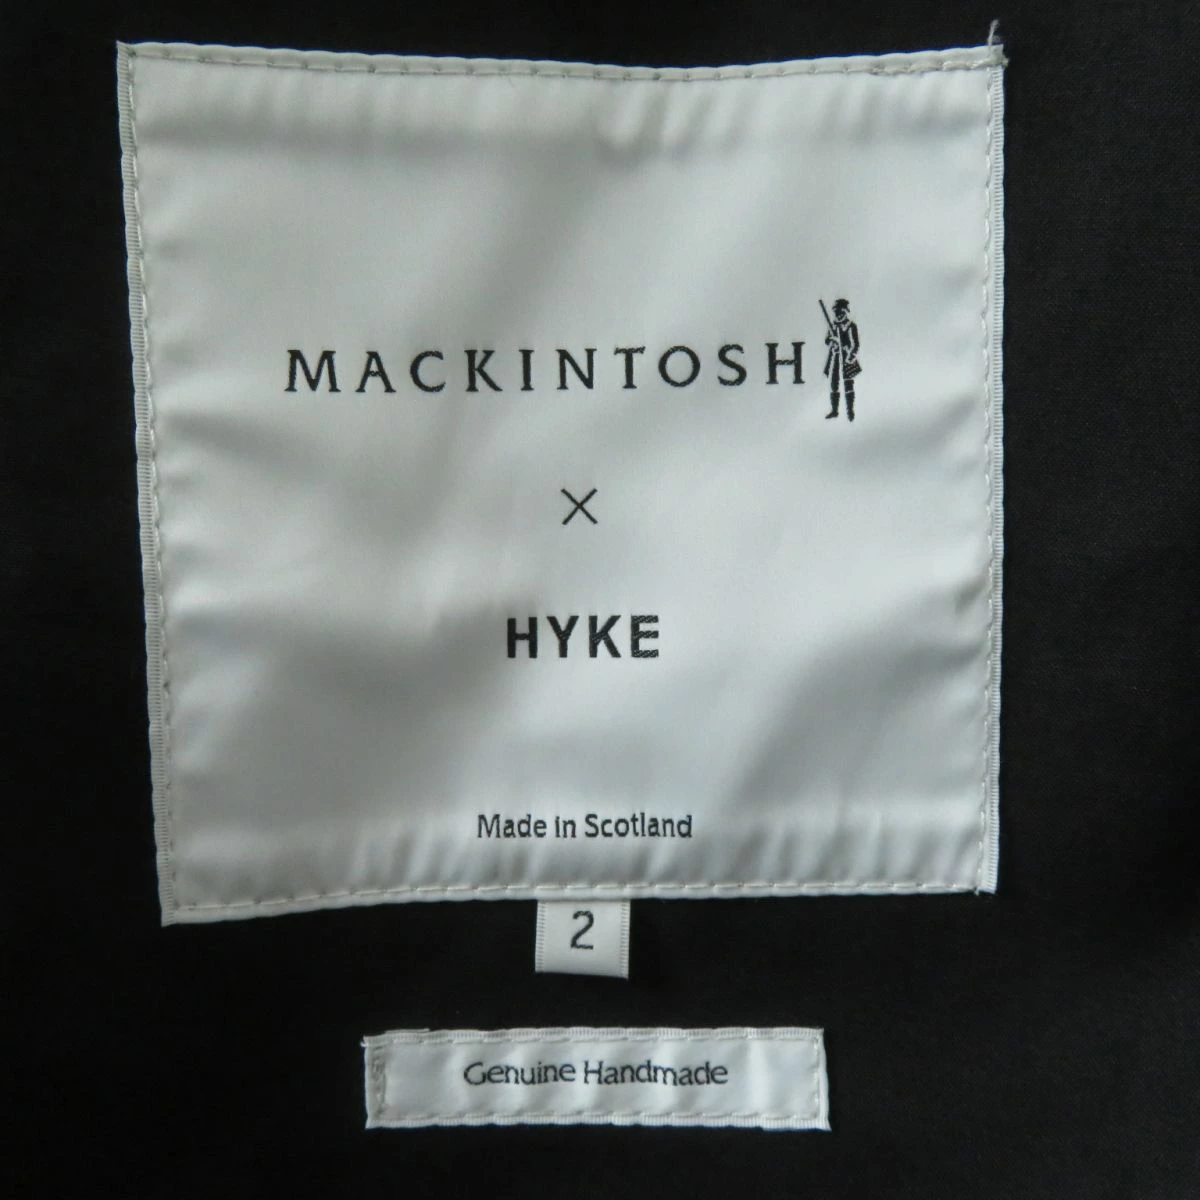 MACKINTOSH
×
HYKE
Made in Scotland
2
Genuine Handmade